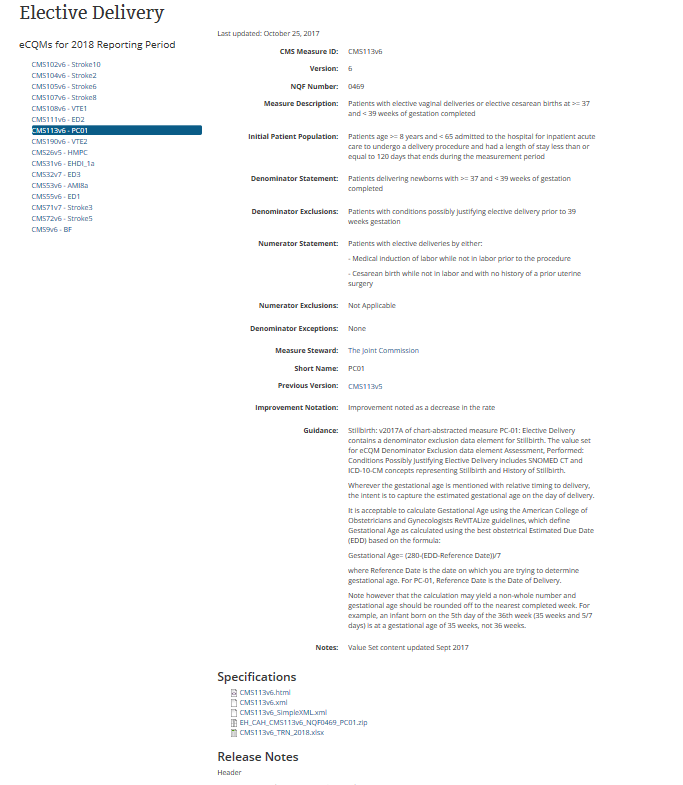 Elective Delivery
eCQMs for 2018 Reporting Period
CMS102v6 - Stroke10
CMS104v6 - Stroke2
CMS105v6 - Stroke6
CMS107v6 - Stroke8
CMS108v6 - VTE1
CMS111v6 - ED2
CMS113v6 - PC01
CMS190v6 - VTE2
CMS26v5 - HMPC
CMS31v6 - EHDI_1a
CMS32v7 - ED3
CMS53v6 - AMI8a
CMS55v6 - ED1
CMS71v7 - Stroke3
CMS72v6 - Stroke5
CMS9v6 - BF
Last updated: October 25, 2017
CMS Measure ID: CMS113v6
Version: 6
NQF Number: 0469
Measure Description: Patients with elective vaginal deliveries or elective cesarean births at >= 37
and < 39 weeks of gestation completed
Initial Patient Population: Patients age >= 8 years and < 65 admitted to the hospital for inpatient acute
care to undergo a delivery procedure and had a length of stay less than or
equal to 120 days that ends during the measurement period
Denominator Statement: Patients delivering newborns with >= 37 and < 39 weeks of gestation
completed
Denominator Exclusions: Patients with conditions possibly justifying elective delivery prior to 39
weeks gestation
Numerator Statement: Patients with elective deliveries by either:
- Medical induction of labor while not in labor prior to the procedure
- Cesarean birth while not in labor and with no history of a prior uterine
surgery
Numerator Exclusions: Not Applicable
Denominator Exceptions: None
Measure Steward: The Joint Commission
Short Name: PC01
Previous Version: CMS113v5
Improvement Notation: Improvement noted as a decrease in the rate
Guidance: Stillbirth: v2017A of chart-abstracted measure PC-01: Elective Delivery
contains a denominator exclusion data element for Stillbirth. The value set
for eCQM Denominator Exclusion data element Assessment, Performed:
Conditions Possibly Justifying Elective Delivery includes SNOMED CT and
ICD-10-CM concepts representing Stillbirth and History of Stillbirth.
Wherever the gestational age is mentioned with relative timing to delivery,
the intent is to capture the estimated gestational age on the day of delivery.
It is acceptable to calculate Gestational Age using the American College of
Obstetricians and Gynecologists ReVITALize guidelines, which define
Gestational Age as calculated using the best obstetrical Estimated Due Date
(EDD) based on the formula:
Gestational Age= (280-(EDD-Reference Date))/7
where Reference Date is the date on which you are trying to determine
gestational age. For PC-01, Reference Date is the Date of Delivery.
Note however that the calculation may yield a non-whole number and
gestational age should be rounded off to the nearest completed week. For
example, an infant born on the 5th day of the 36th week (35 weeks and 5/7
days) is at a gestational age of 35 weeks, not 36 weeks.
Notes: Value Set content updated Sept 2017
Specifications
CMS113v6.html
CMS113v6.xml
CMS113v6_SimpleXML.xml
EH_CAH_CMS113v6_NQF0469_PC01.zip
CMS113v6_TRN_2018.xlsx
Release Notes
Header